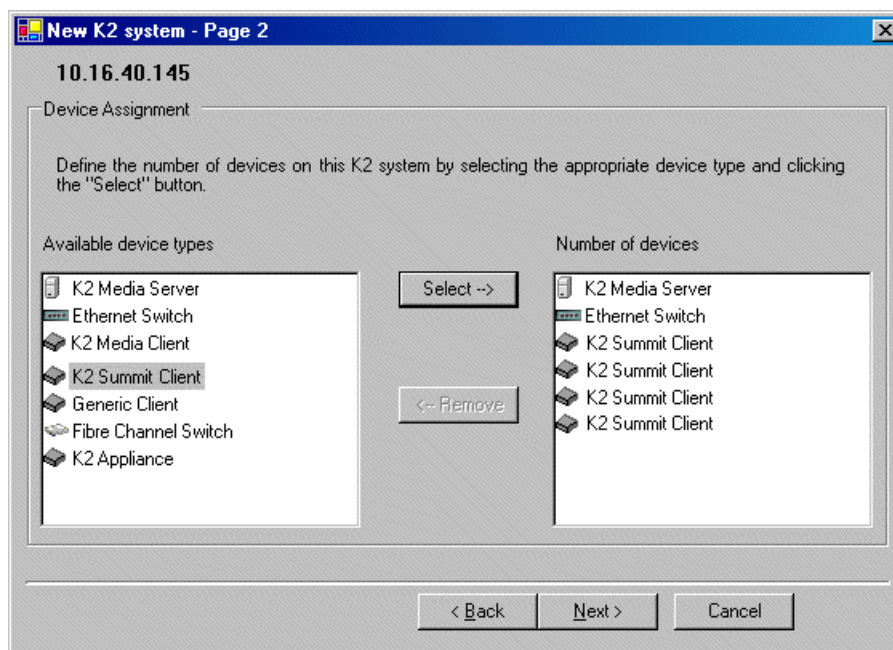 New K2 system - Page 2
10.16.40.145
Device Assignment
Define the number of devices on this K2 system by selecting the appropriate device type and clicking
the "Select" button.
Available device types
K2 Media Server
Ethernet Switch
K2 Media Client
K2 Summit Client
Generic Client
Fibre Channel Switch
K2 Appliance
Select -->
<-- Remove
Number of devices
K2 Media Server
Ethernet Switch
K2 Summit Client
K2 Summit Client
K2 Summit Client
K2 Summit Client
< Back
Next >
Cancel